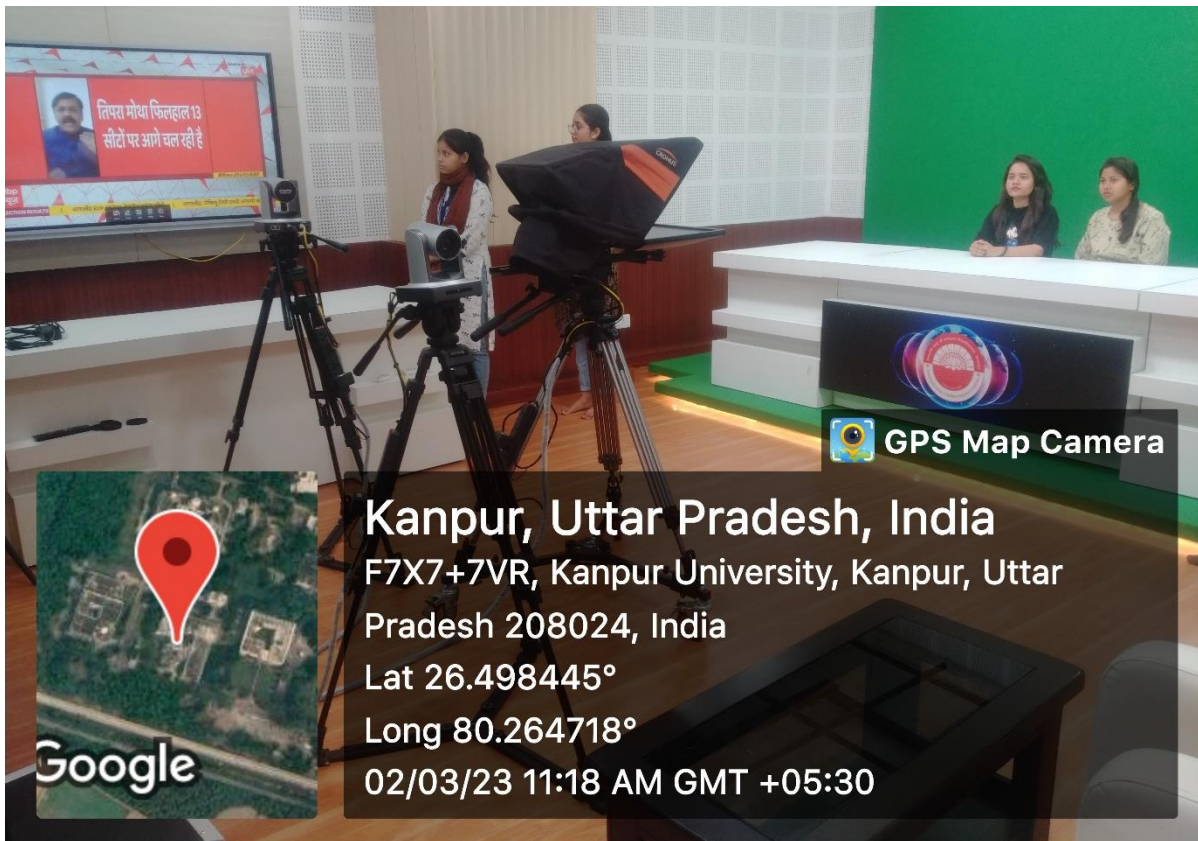 तिपरा मोथा फिलहाल 13
सीटों पर आगे चल रही है
GPS Map Camera
Kanpur, Uttar Pradesh, India
F7X7+7VR, Kanpur University, Kanpur, Uttar
Pradesh 208024, India
Lat 26.498445°
Long 80.264718°
02/03/23 11:18 AM GMT +05:30
Google